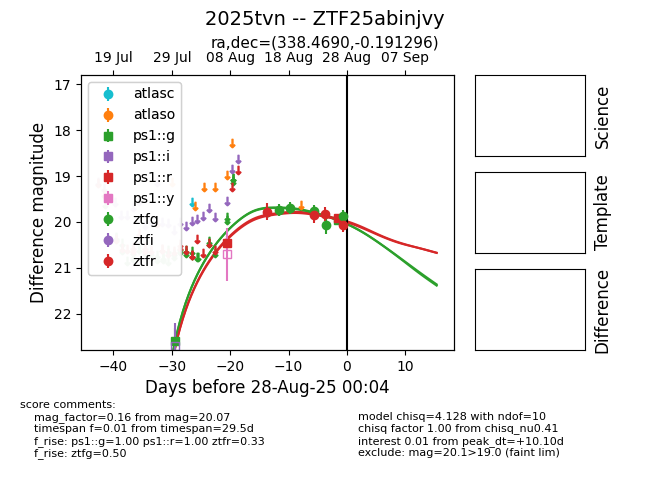 2025tvn -- ZTF25abinjvy
ra,dec=(338.4690,-0.191296)
19 Jul 29 Jul 08 Aug 18 Aug 28 Aug 07 Sep
Difference magnitude
17
18
19
20
21
22
atlasc
atlaso
ps1::g
ps1::i
ps1::r
ps1::y
ztfg
ztfi
ztfr
−40 −30 −20 −10 0 10
Days before 28-Aug-25 00:04
Science
Template
Difference
score comments:
mag_factor=0.16 from mag=20.07
timespan f=0.01 from timespan=29.5d
f_rise: ps1::g=1.00 ps1::r=1.00 ztfr=0.33
f_rise: ztfg=0.50
model chisq=4.128 with ndof=10
chisq factor 1.00 from chisq_nu0.41
interest 0.01 from peak_dt=+10.10d
exclude: mag=20.1>19.0 (faint lim)